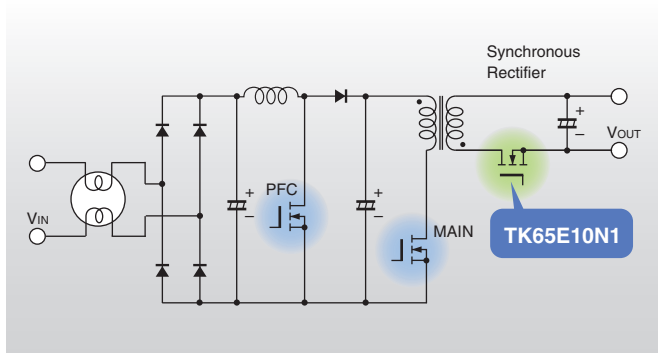 Synchronous
Rectifier
+
–
VOUT
PFC
+
–
+
–
VIN
MAIN
TK65E10N1